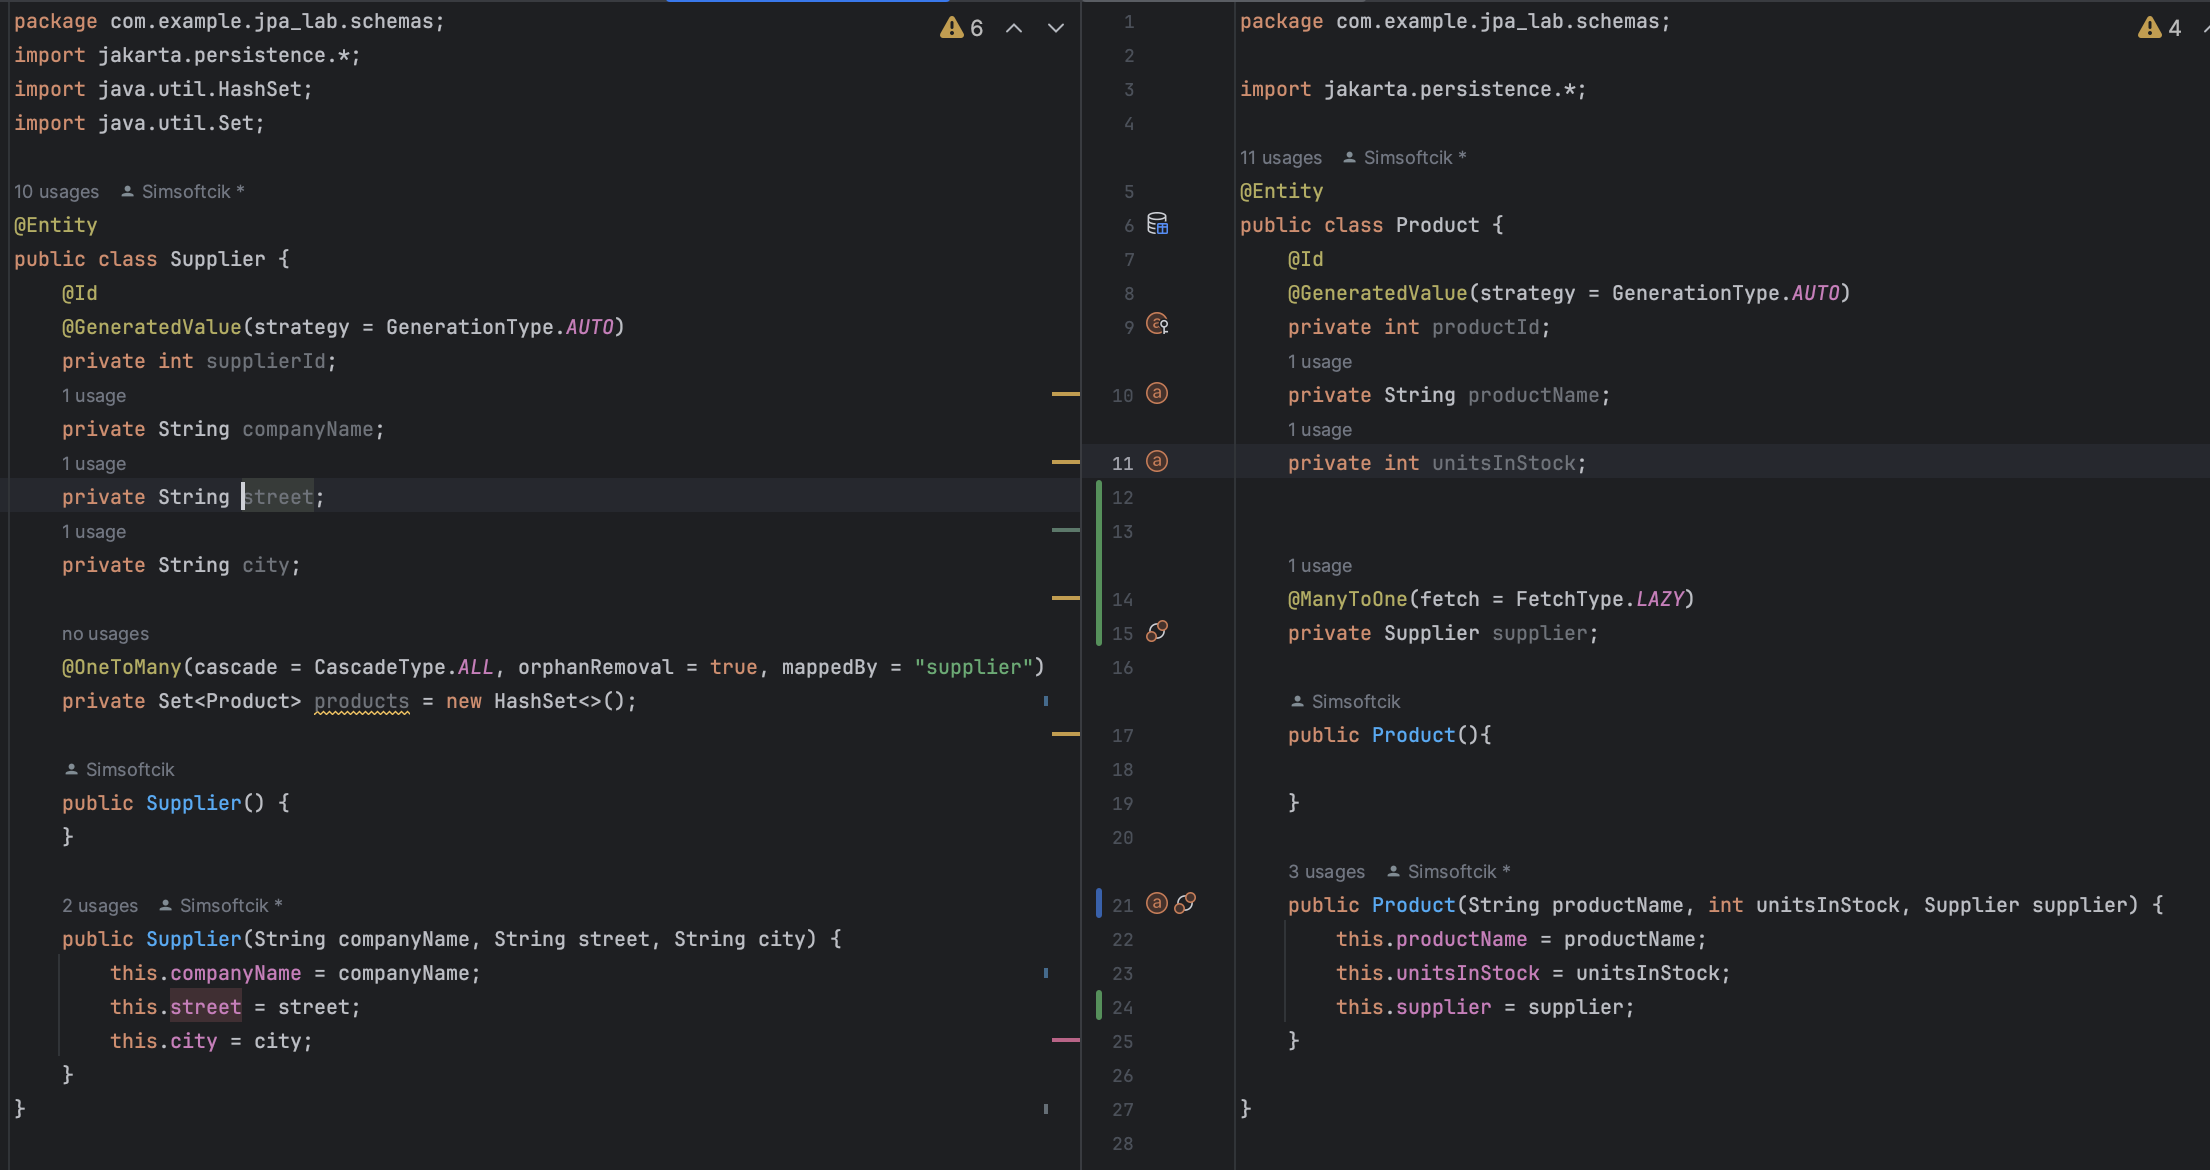 package com.example.jpa_lab.schemas;
import jakarta.persistence.*;
import java.util.HashSet;
import java.util.Set;
6
10 usages Simsoftcik *
@Entity
public class Supplier {
@Id
@GeneratedValue(strategy = GenerationType.AUTO)
private int supplierId;
1 usage
private String companyName;
1 usage
private String street;
1 usage
private String city;
no usages
@OneToMany(cascade = CascadeType.ALL, orphanRemoval = true, mappedBy = "supplier")
private Set<Product> products = new HashSet<>();
Simsoftcik
public Supplier() {
}
2 usages Simsoftcik *
public Supplier(String companyName, String street, String city) {
this.companyName = companyName;
this.street = street;
this.city = city;
}
}
1 package com.example.jpa_lab.schemas;
4
2
3 import jakarta.persistence.*;
4
11 usages Simsoftcik *
5 @Entity
6 public class Product {
7 @Id
8 @GeneratedValue(strategy = GenerationType.AUTO)
9 private int productId;
1 usage
10 a private String productName;
1 usage
11 a private int unitsInStock;
12
13
1 usage
14 @ManyToOne(fetch = FetchType.LAZY)
15 private Supplier supplier;
16
Simsoftcik
17 public Product(){
18
19 }
20
3 usages Simsoftcik *
21 a public Product(String productName, int unitsInStock, Supplier supplier) {
22 this.productName = productName;
23 this.unitsInStock = unitsInStock;
24 this.supplier = supplier;
25 }
26
27 }
28